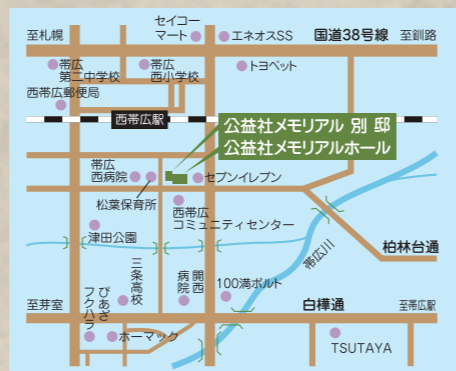 セイコー
マート
エネオスSS
国道38号線
至札幌
至釧路
帯広
第二中学校
帯広
西小学校
トヨペット
西帯広郵便局
西帯広駅
公益社メモリアル 別 邸
公益社メモリアルホール
帯広
西病院
セブンイレブン
松葉保育所
西帯広
コミュニティセンター
津田公園
帯広川
柏林台通
三条高校
開西
病院
100満ボルト
ぴあざ
フクハラ
至芽室
白樺通
至帯広駅
ホーマック
TSUTAYA